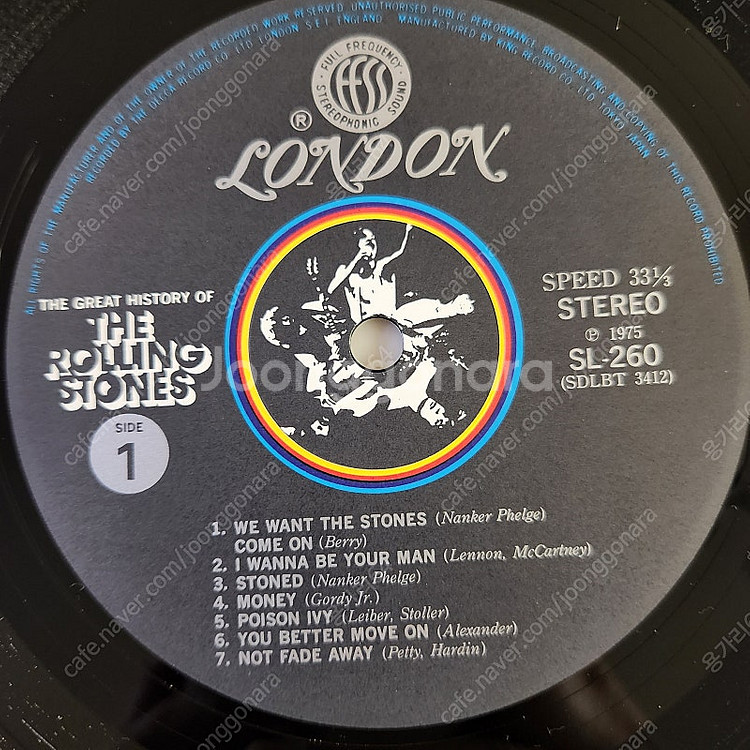 ALL RIGHTS OF THE MANUFACTURER AND OF THE OWNER OF THE RECORDED WORK RESERVED. UNAUTHORISED PUBLIC PERFORMANCE, BROADCASTING AND COPYING OF THIS RECORD PROHIBITED
RECORDED BY THE DECCA RECORD CO. LTD. LONDON S.E.1. ENGLAND. MANUFACTURED BY KING RECORD CO. LTD. TOKYO JAPAN
FULL FREQUENCY
ffss
STEREOPHONIC SOUND
®
LONDON
THE GREAT HISTORY OF
THE
ROLLING
STONES
SIDE
1
SPEED 33⅓
STEREO
℗ 1975
SL-260
(SDLBT 3412)
Joonggonara
1. WE WANT THE STONES (Nanker Phelge)
COME ON (Berry)
2. I WANNA BE YOUR MAN (Lennon, McCartney)
3. STONED (Nanker Phelge)
4. MONEY (Gordy Jr.)
5. POISON IVY (Leiber, Stoller)
6. YOU BETTER MOVE ON (Alexander)
7. NOT FADE AWAY (Petty, Hardin)
cafe.naver.com/joonggonara